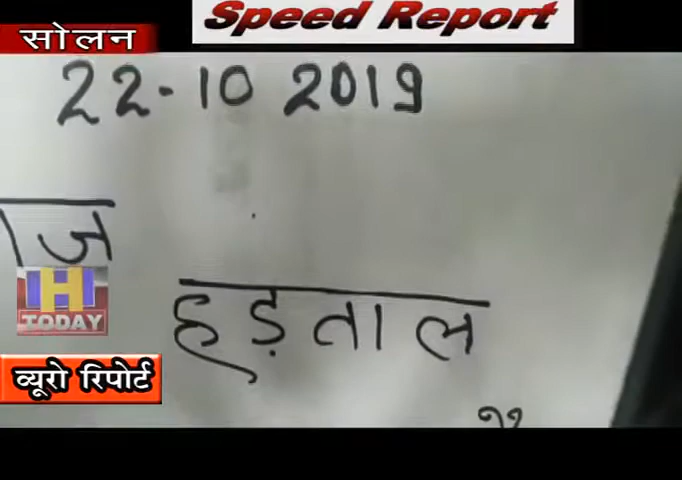 Speed Report
सोलन
22-10 2019
हड़ताल
H
TODAY
व्यूरो रिपोर्ट